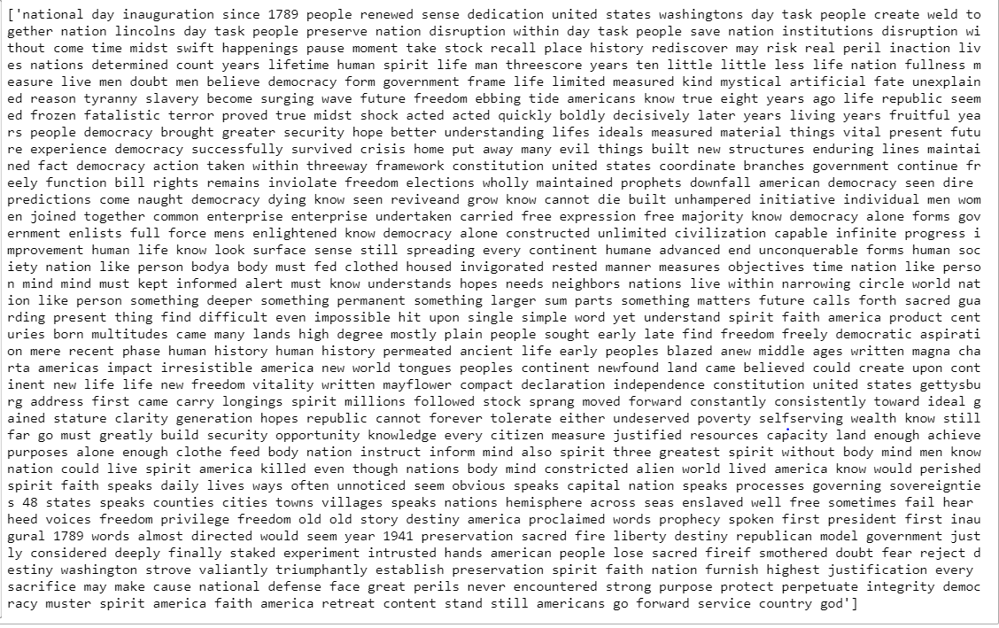 ['national day inauguration since 1789 people renewed sense dedication united states washingtons day task people create weld to
gether nation lincolns day task people preserve nation disruption within day task people save nation institutions disruption wi
thout come time midst swift happenings pause moment take stock recall place history rediscover may risk real peril inaction liv
es nations determined count years lifetime human spirit life man threescore years ten little little less life nation fullness m
easure live men doubt men believe democracy form government frame life limited measured kind mystical artificial fate unexplain
ed reason tyranny slavery become surging wave future freedom ebbing tide americans know true eight years ago life republic seem
ed frozen fatalistic terror proved true midst shock acted acted quickly boldly decisively later years living years fruitful yea
rs people democracy brought greater security hope better understanding lifes ideals measured material things vital present futu
re experience democracy successfully survived crisis home put away many evil things built new structures enduring lines maintai
ned fact democracy action taken within threeway framework constitution united states coordinate branches government continue fr
eely function bill rights remains inviolate freedom elections wholly maintained prophets downfall american democracy seen dire
predictions come naught democracy dying know seen reviveand grow know cannot die built unhampered initiative individual men wom
en joined together common enterprise enterprise undertaken carried free expression free majority know democracy alone forms gov
ernment enlists full force mens enlightened know democracy alone constructed unlimited civilization capable infinite progress i
mprovement human life know look surface sense still spreading every continent humane advanced end unconquerable forms human soc
iety nation like person bodya body must fed clothed housed invigorated rested manner measures objectives time nation like perso
n mind mind must kept informed alert must know understands hopes needs neighbors nations live within narrowing circle world nat
ion like person something deeper something permanent something larger sum parts something matters future calls forth sacred gua
rding present thing find difficult even impossible hit upon single simple word yet understand spirit faith america product cent
uries born multitudes came many lands high degree mostly plain people sought early late find freedom freely democratic aspirati
on mere recent phase human history human history permeated ancient life early peoples blazed anew middle ages written magna cha
rta americas impact irresistible america new world tongues peoples continent newfound land came believed could create upon cont
inent new life life new freedom vitality written mayflower compact declaration independence constitution united states gettysbu
rg address first came carry longings spirit millions followed stock sprang moved forward constantly consistently toward ideal g
ained stature clarity generation hopes republic cannot forever tolerate either undeserved poverty selfserving wealth know still
far go must greatly build security opportunity knowledge every citizen measure justified resources capacity land enough achieve
purposes alone enough clothe feed body nation instruct inform mind also spirit three greatest spirit without body mind men know
nation could live spirit america killed even though nations body mind constricted alien world lived america know would perished
spirit faith speaks daily lives ways often unnoticed seem obvious speaks capital nation speaks processes governing sovereigntie
s 48 states speaks counties cities towns villages speaks nations hemisphere across seas enslaved well free sometimes fail hear
heed voices freedom privilege freedom old old story destiny america proclaimed words prophecy spoken first president first inau
gural 1789 words almost directed would seem year 1941 preservation sacred fire liberty destiny republican model government just
ly considered deeply finally staked experiment intrusted hands american people lose sacred fireif smothered doubt fear reject d
estiny washington strove valiantly triumphantly establish preservation spirit faith nation furnish highest justification every
sacrifice may make cause national defense face great perils never encountered strong purpose protect perpetuate integrity democ
racy muster spirit america faith america retreat content stand still americans go forward service country god']